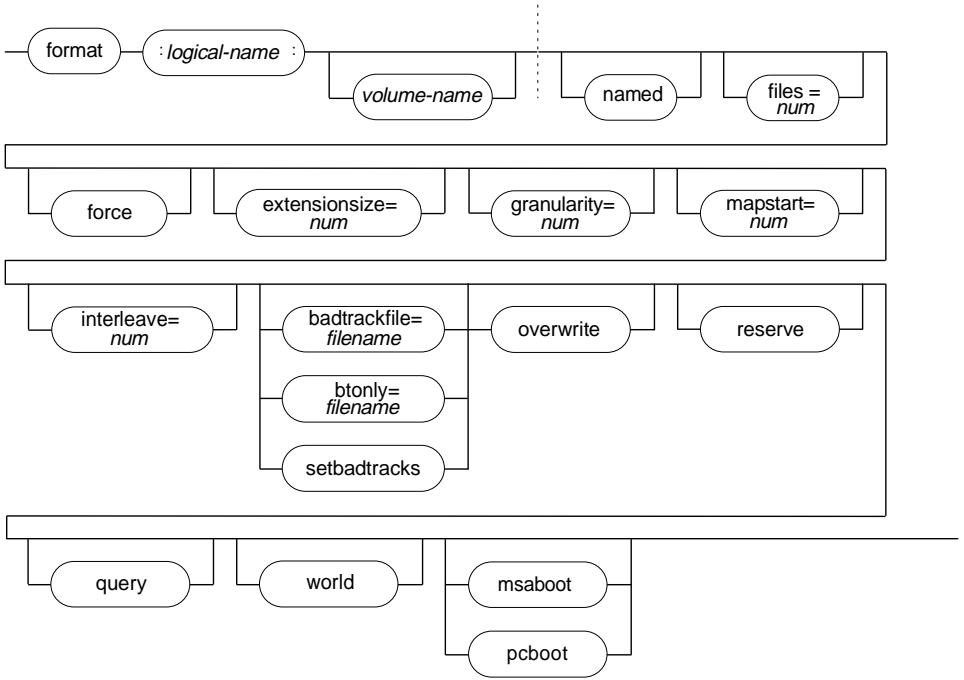 format : logical-name :
volume-name named files =
num
force extensionsize=
num granularity=
num mapstart=
num
interleave=
num badtrackfile=
filename overwrite reserve
btonly=
filename
setbadtracks
query world msaboot
pcboot